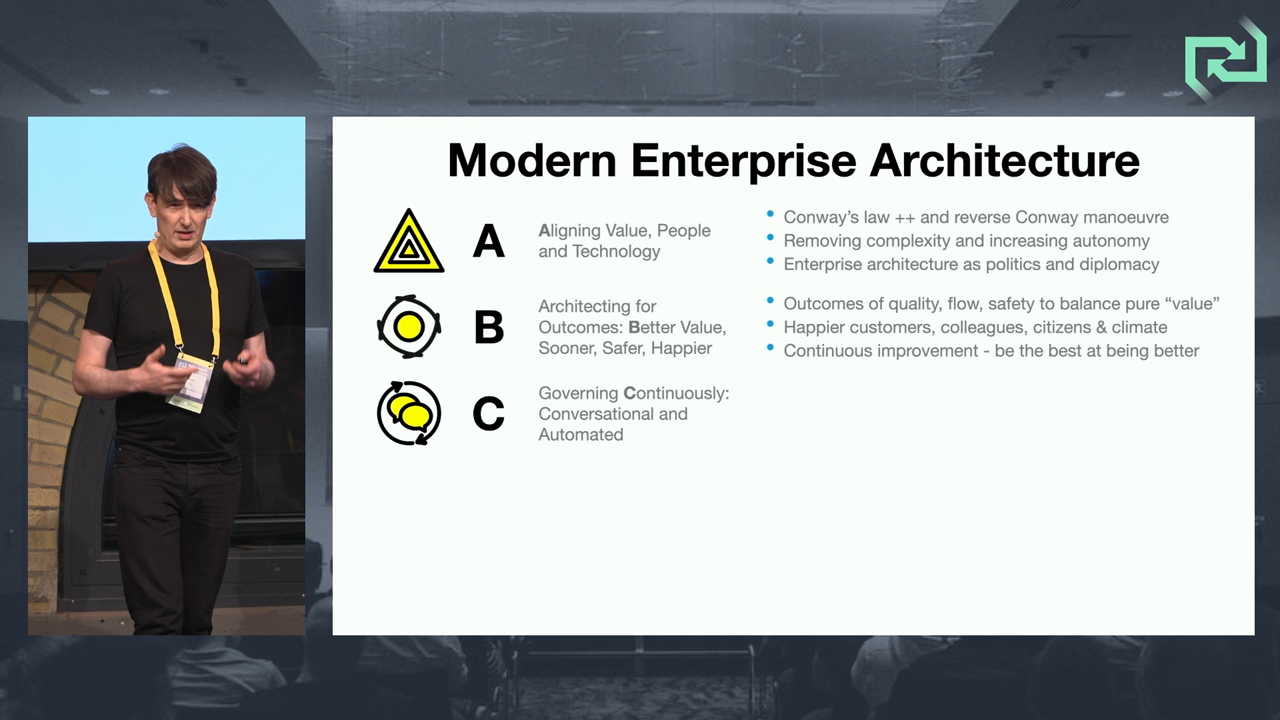 Modern Enterprise Architecture
A
Aligning Value, People
and Technology
• Conway's law ++ and reverse Conway manoeuvre
• Removing complexity and increasing autonomy
• Enterprise architecture as politics and diplomacy
B
Architecting for
Outcomes: Better Value,
Sooner, Safer, Happier
• Outcomes of quality, flow, safety to balance pure “value”
• Happier customers, colleagues, citizens & climate
• Continuous improvement - be the best at being better
C
Governing Continuously:
Conversational and
Automated